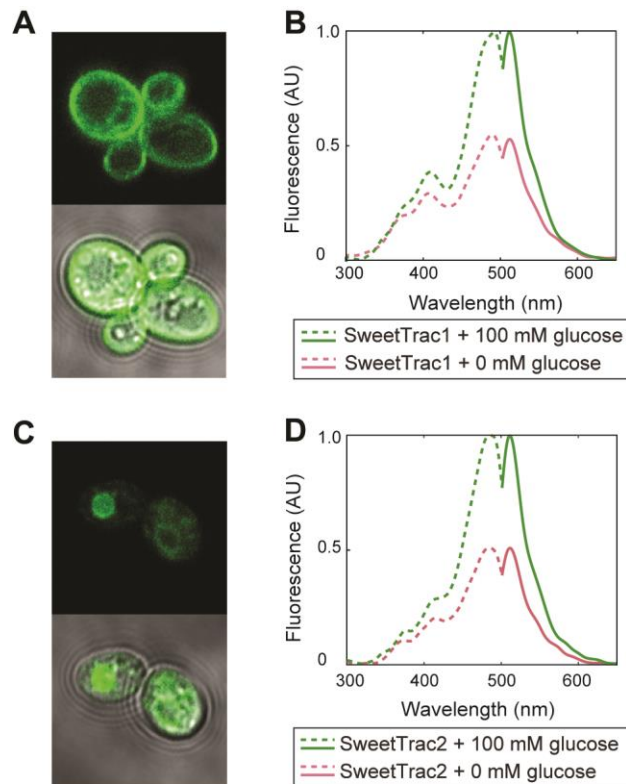 A
B
Fluorescence (AU)
1.0
0.5
0
300
400
500
600
Wavelength (nm)
SweetTrac1 + 100 mM glucose
SweetTrac1 + 0 mM glucose
C
D
Fluorescence (AU)
1.0
0.5
0
300
400
500
600
Wavelength (nm)
SweetTrac2 + 100 mM glucose
SweetTrac2 + 0 mM glucose